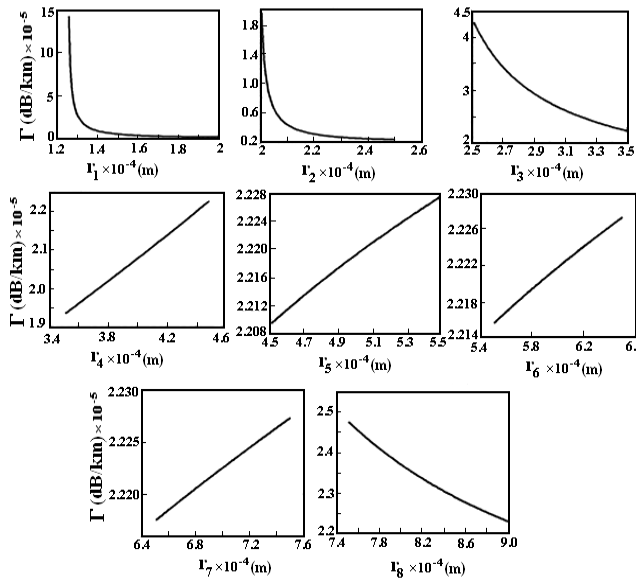 Γ (dB/km)×10⁻⁵
15
10
5
0
1.2 1.4 1.6 1.8 2
r₁×10⁻⁴(m)
1.8
1.4
1.0
0.6
0.2
2 2.2 2.4 2.6
r₂×10⁻⁴(m)
4.5
4
3
2
2.5 2.7 2.9 3.1 3.3 3.5
r₃×10⁻⁴(m)
Γ (dB/km)×10⁻⁵
2.2
2.1
2.0
1.9
3.4 3.8 4.2 4.6
r₄×10⁻⁴(m)
2.228
2.224
2.220
2.216
2.212
2.208
4.5 4.7 4.9 5.1 5.3 5.5
r₅×10⁻⁴(m)
2.230
2.226
2.222
2.218
2.214
5.4 5.8 6.2 6.
r₆ ×10⁻⁴(m)
Γ (dB/km)×10⁻⁵
2.230
2.225
2.220
6.4 6.8 7.2 7.6
r₇×10⁻⁴(m)
2.5
2.4
2.3
2.2
7.4 7.8 8.2 8.6 9.0
r₈×10⁻⁴(m)